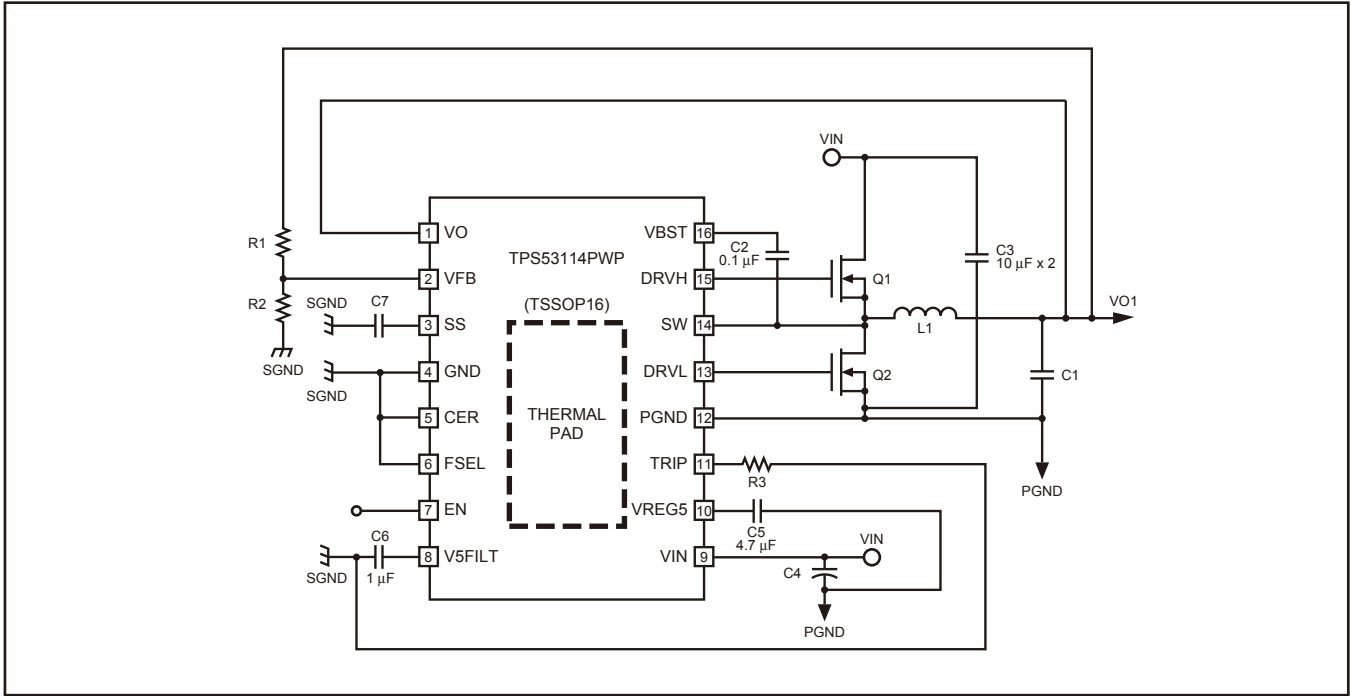 VIN
1 VO
VBST 16
C2
0.1 µF
C3
10 µF x 2
R1
TPS53114PWP
2 VFB
DRVH 15
Q1
R2
SGND
C7
(TSSOP16)
VO1
3 SS
SW 14
L1
SGND
4 GND
DRVL 13
Q2
C1
SGND
THERMAL
PAD
5 CER
PGND 12
6 FSEL
TRIP 11
R3
PGND
7 EN
VREG5 10
C5
4.7 µF
VIN
C6
8 V5FILT
VIN 9
SGND
1 µF
C4
PGND